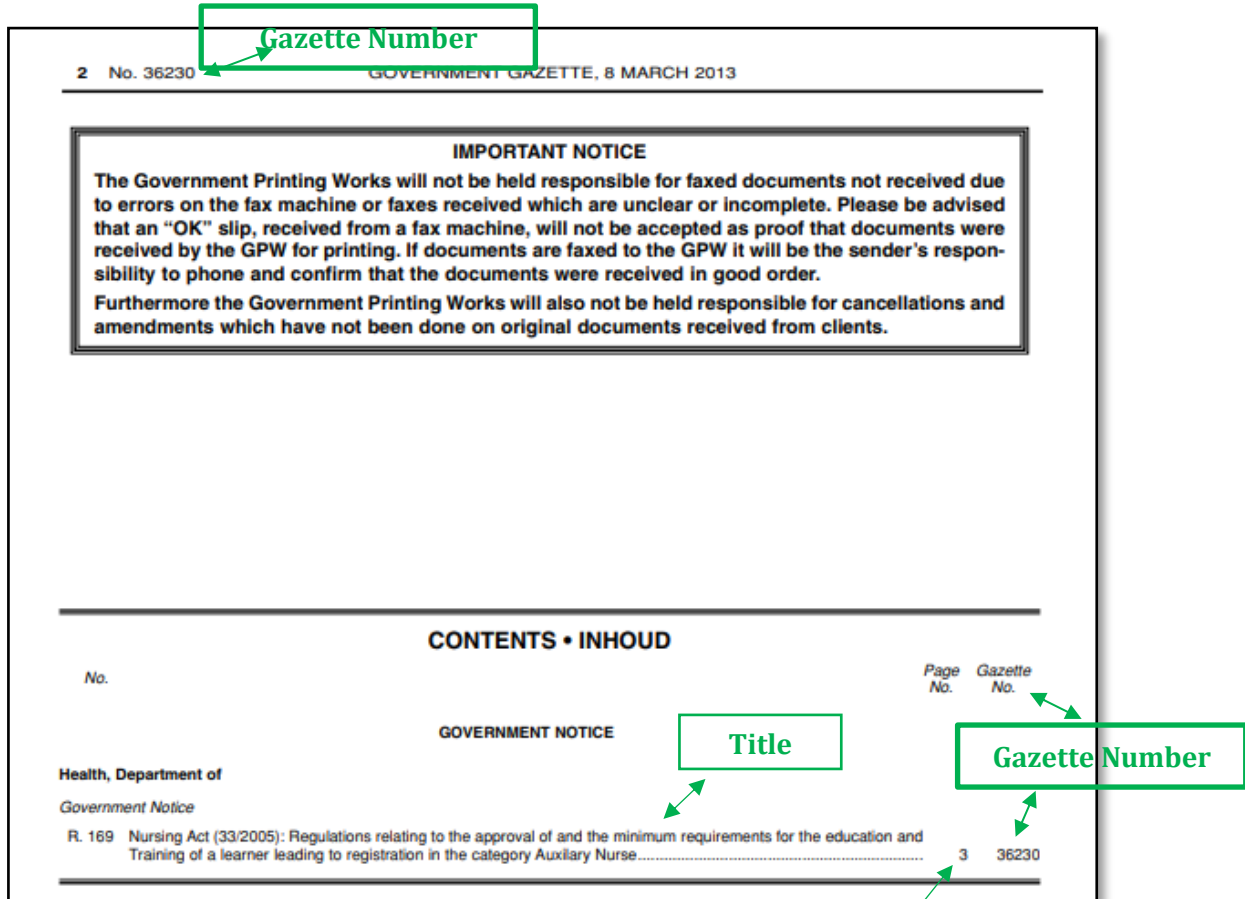 Gazette Number
2 No. 36230 GOVERNMENT GAZETTE, 8 MARCH 2013
IMPORTANT NOTICE
The Government Printing Works will not be held responsible for faxed documents not received due
to errors on the fax machine or faxes received which are unclear or incomplete. Please be advised
that an “OK” slip, received from a fax machine, will not be accepted as proof that documents were
received by the GPW for printing. If documents are faxed to the GPW it will be the sender’s respon-
sibility to phone and confirm that the documents were received in good order.
Furthermore the Government Printing Works will also not be held responsible for cancellations and
amendments which have not been done on original documents received from clients.
CONTENTS • INHOUD
No. Page No. Gazette No.
GOVERNMENT NOTICE
Title
Gazette Number
Health, Department of
Government Notice
R. 169 Nursing Act (33/2005): Regulations relating to the approval of and the minimum requirements for the education and
Training of a learner leading to registration in the category Auxilary Nurse.......... 3 36230